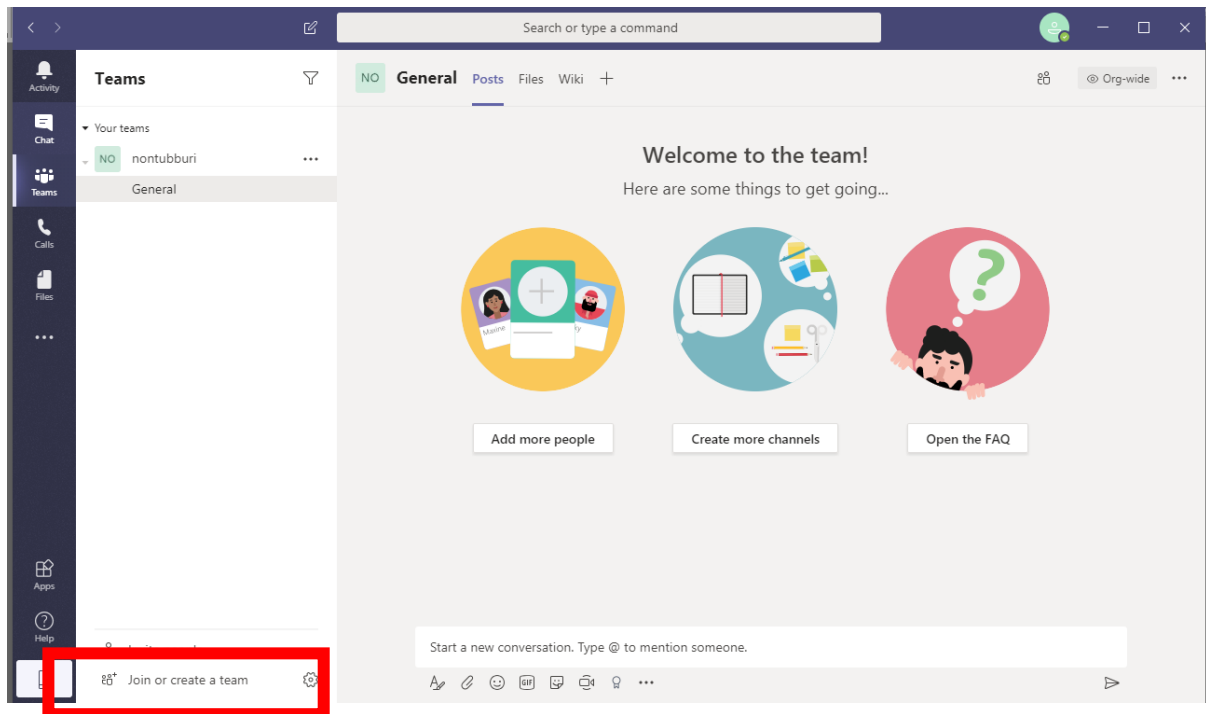 Search or type a command
Activity
Chat
Teams
Calls
Files
Apps
Help
Teams
Your teams
NO nontubburi
General
Join or create a team
NO General Posts Files Wiki
Org-wide
Welcome to the team!
Here are some things to get going...
Maxine
Add more people
Create more channels
Open the FAQ
Start a new conversation. Type @ to mention someone.
GIF